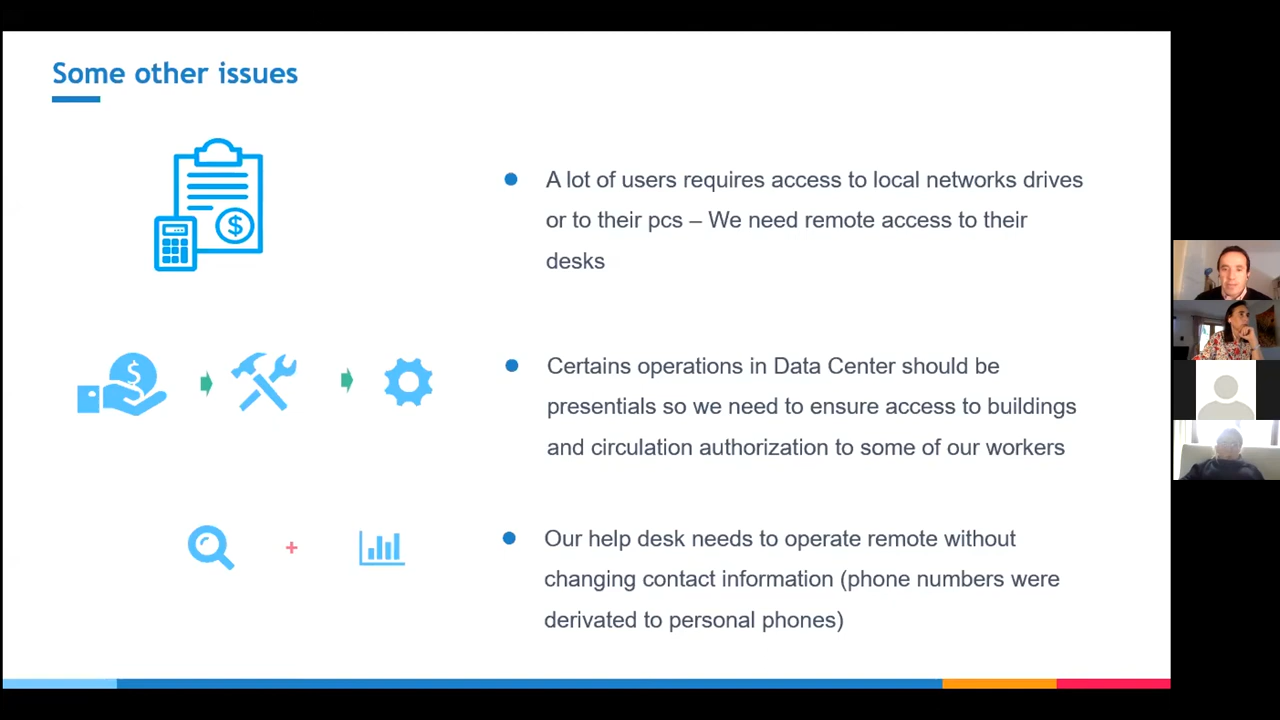 Some other issues
A lot of users requires access to local networks drives
or to their pcs – We need remote access to their
desks
Certains operations in Data Center should be
presentials so we need to ensure access to buildings
and circulation authorization to some of our workers
Our help desk needs to operate remote without
changing contact information (phone numbers were
derivated to personal phones)